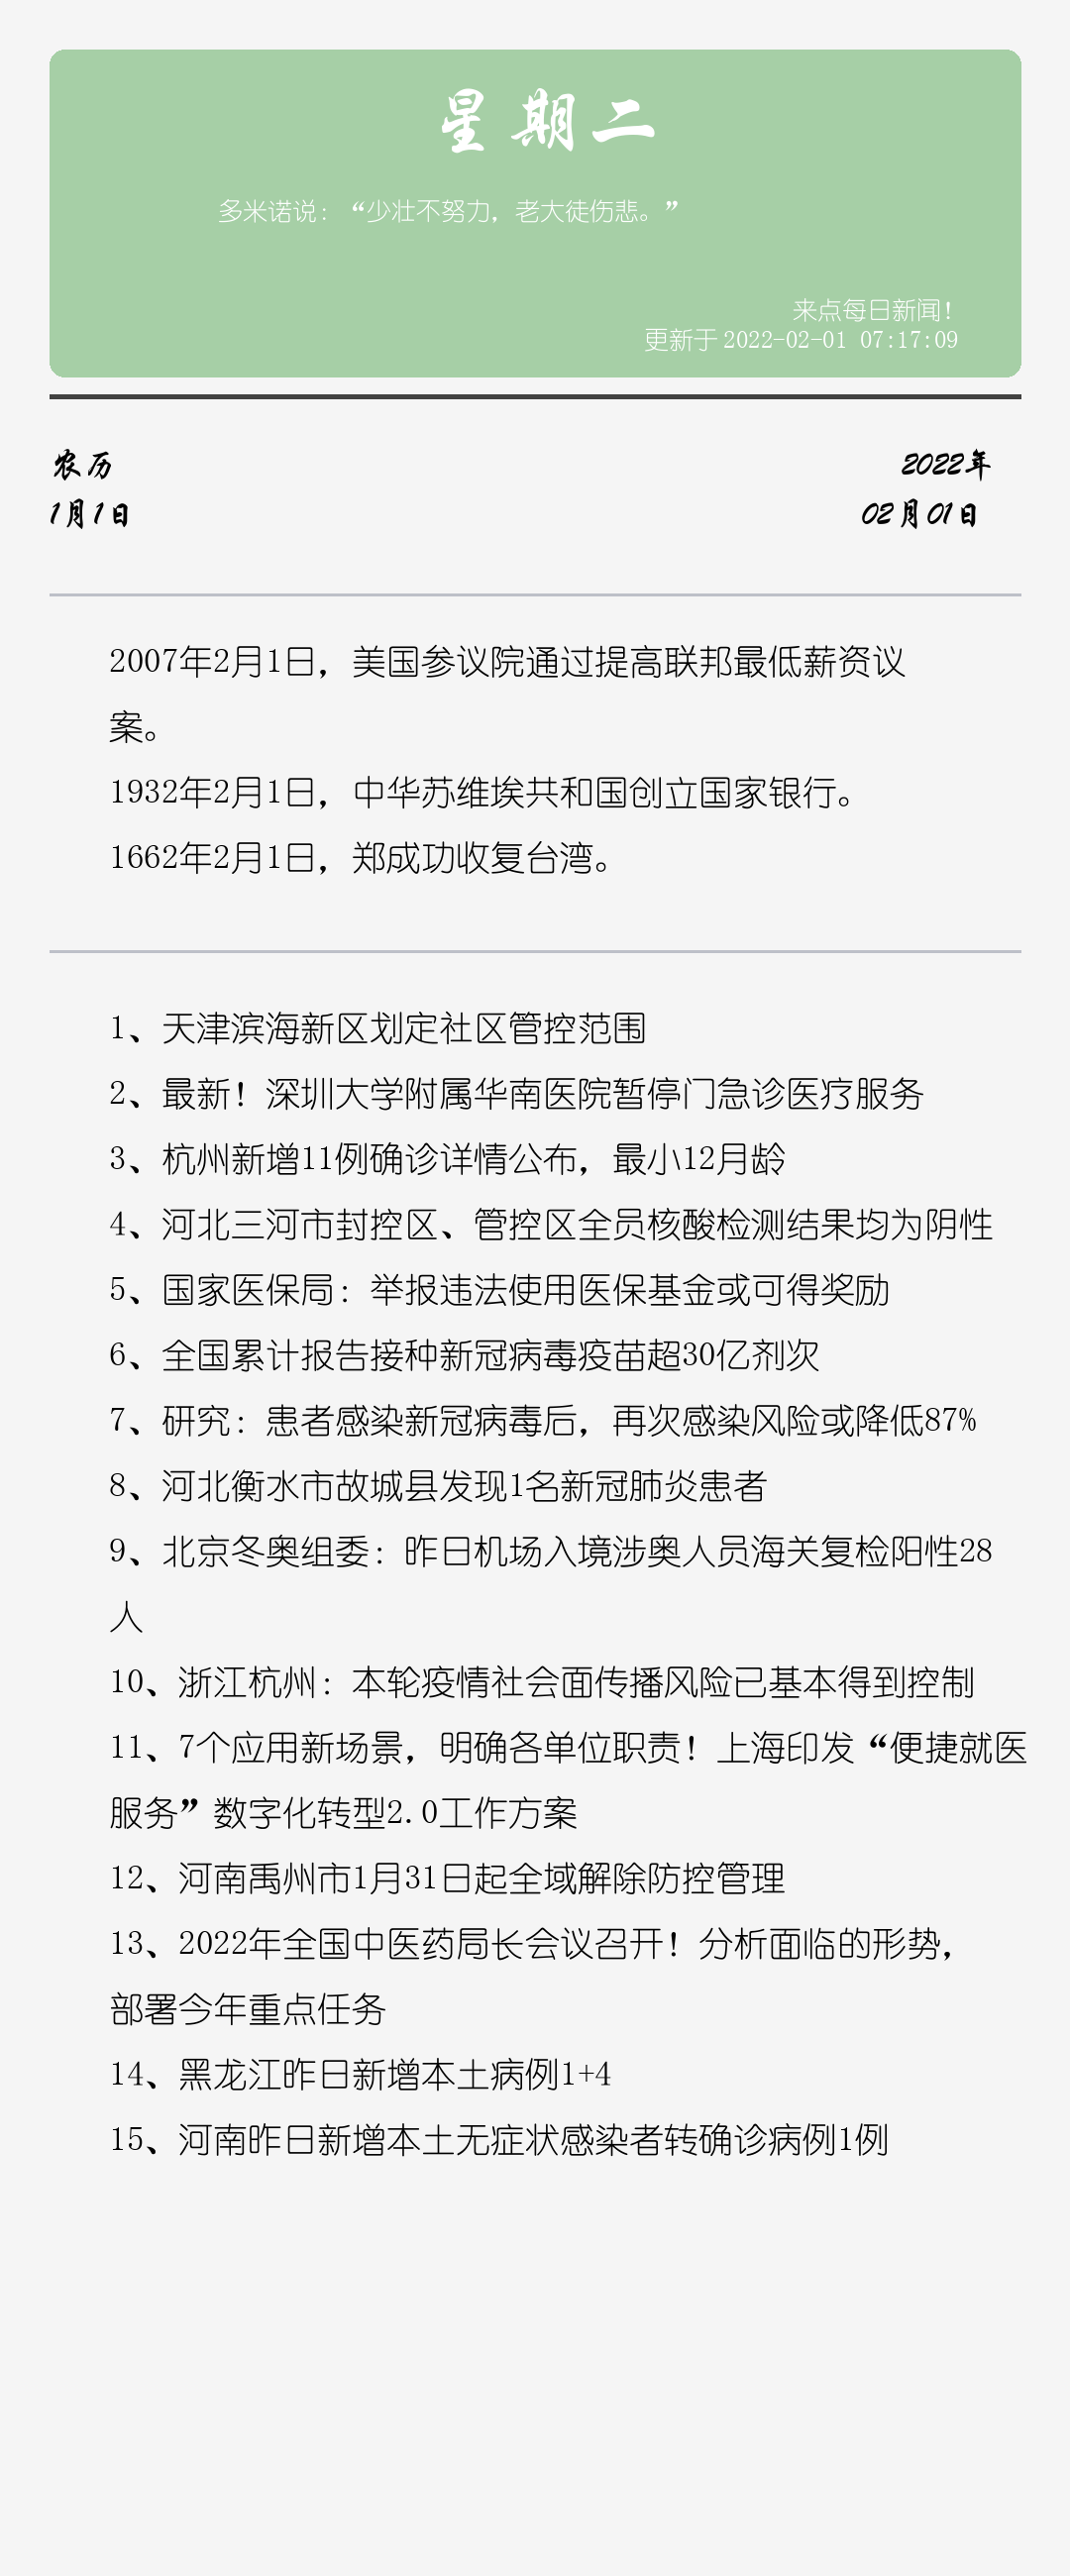 星期二
多米诺说：“少壮不努力，老大徒伤悲。”
来点每日新闻！
更新于 2022-02-01 07:17:09
农历
1月1日
2022年
02月01日
2007年2月1日，美国参议院通过提高联邦最低薪资议
案。
1932年2月1日，中华苏维埃共和国创立国家银行。
1662年2月1日，郑成功收复台湾。
1、天津滨海新区划定社区管控范围
2、最新！深圳大学附属华南医院暂停门急诊医疗服务
3、杭州新增11例确诊详情公布，最小12月龄
4、河北三河市封控区、管控区全员核酸检测结果均为阴性
5、国家医保局：举报违法使用医保基金或可得奖励
6、全国累计报告接种新冠病毒疫苗超30亿剂次
7、研究：患者感染新冠病毒后，再次感染风险或降低87%
8、河北衡水市故城县发现1名新冠肺炎患者
9、北京冬奥组委：昨日机场入境涉奥人员海关复检阳性28
人
10、浙江杭州：本轮疫情社会面传播风险已基本得到控制
11、7个应用新场景，明确各单位职责！上海印发“便捷就医
服务”数字化转型2.0工作方案
12、河南禹州市1月31日起全域解除防控管理
13、2022年全国中医药局长会议召开！分析面临的形势，
部署今年重点任务
14、黑龙江昨日新增本土病例1+4
15、河南昨日新增本土无症状感染者转确诊病例1例